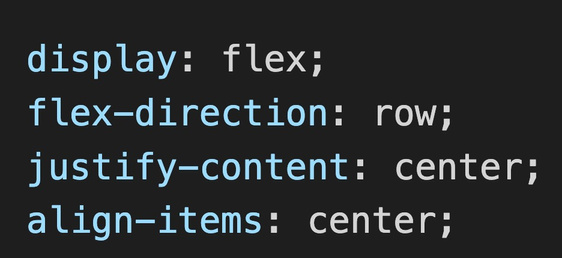 display: flex;
flex-direction: row;
justify-content: center;
align-items: center;